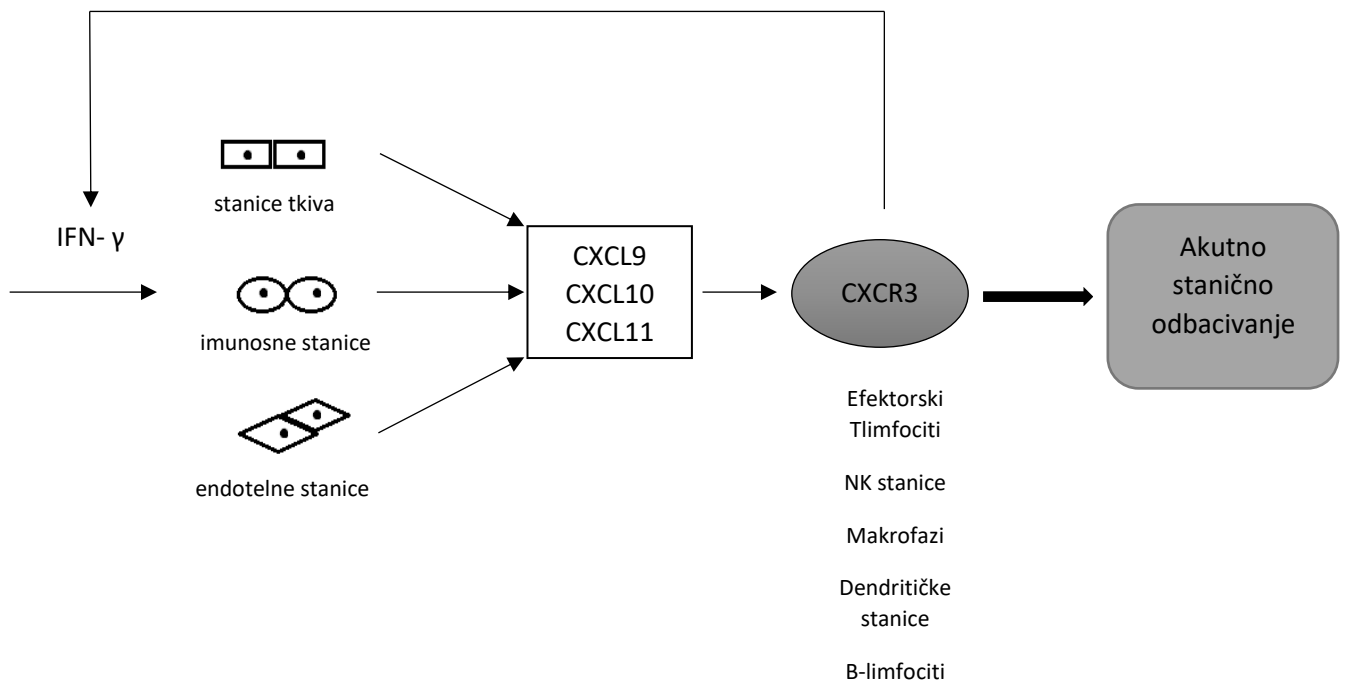 stanice tkiva
IFN- γ
imunosne stanice
endotelne stanice
CXCL9
CXCL10
CXCL11
CXCR3
Efektorski
Tlimfociti
NK stanice
Makrofazi
Dendritičke
stanice
B-limfociti
Akutno
stanično
odbacivanje